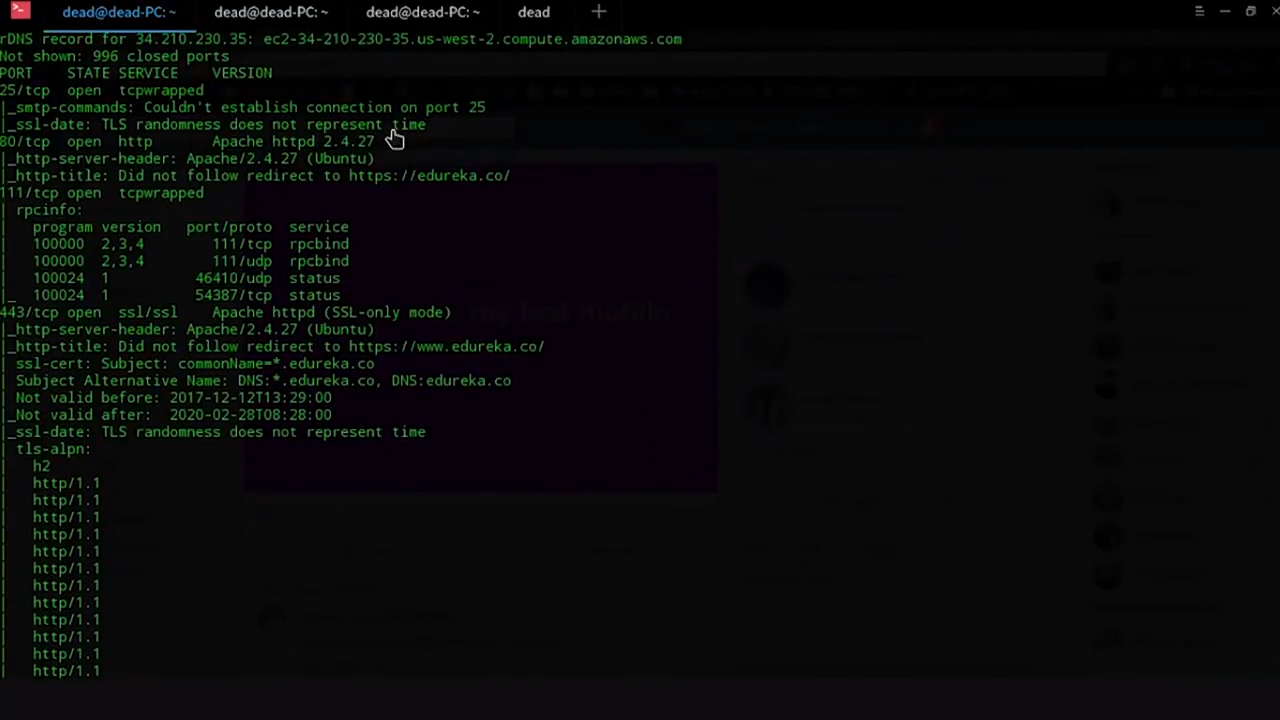 dead@dead-PC: ~ dead@dead-PC: ~ dead@dead-PC: ~ dead
rDNS record for 34.210.230.35: ec2-34-210-230-35.us-west-2.compute.amazonaws.com
Not shown: 996 closed ports
PORT    STATE SERVICE    VERSION
25/tcp  open  tcpwrapped
|_smtp-commands: Couldn't establish connection on port 25
|_ssl-date: TLS randomness does not represent time
80/tcp  open  http       Apache httpd 2.4.27
|_http-server-header: Apache/2.4.27 (Ubuntu)
|_http-title: Did not follow redirect to https://edureka.co/
111/tcp open  tcpwrapped
| rpcinfo:
|   program version   port/proto  service
|   100000  2,3,4        111/tcp  rpcbind
|   100000  2,3,4        111/udp  rpcbind
|   100024  1          46410/udp  status
|_  100024  1          54387/tcp  status
443/tcp open  ssl/ssl    Apache httpd (SSL-only mode)
|_http-server-header: Apache/2.4.27 (Ubuntu)
|_http-title: Did not follow redirect to https://www.edureka.co/
| ssl-cert: Subject: commonName=*.edureka.co
| Subject Alternative Name: DNS:*.edureka.co, DNS:edureka.co
| Not valid before: 2017-12-12T13:29:00
|_Not valid after:  2020-02-28T08:28:00
|_ssl-date: TLS randomness does not represent time
| tls-alpn:
|   h2
|   http/1.1
|   http/1.1
|   http/1.1
|   http/1.1
|   http/1.1
|   http/1.1
|   http/1.1
|   http/1.1
|   http/1.1
|   http/1.1
|   http/1.1
|   http/1.1